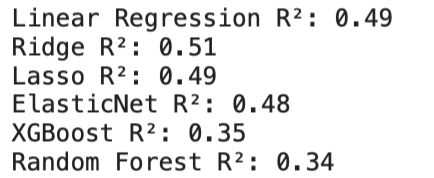 Linear Regression R²: 0.49
Ridge R²: 0.51
Lasso R²: 0.49
ElasticNet R²: 0.48
XGBoost R²: 0.35
Random Forest R²: 0.34